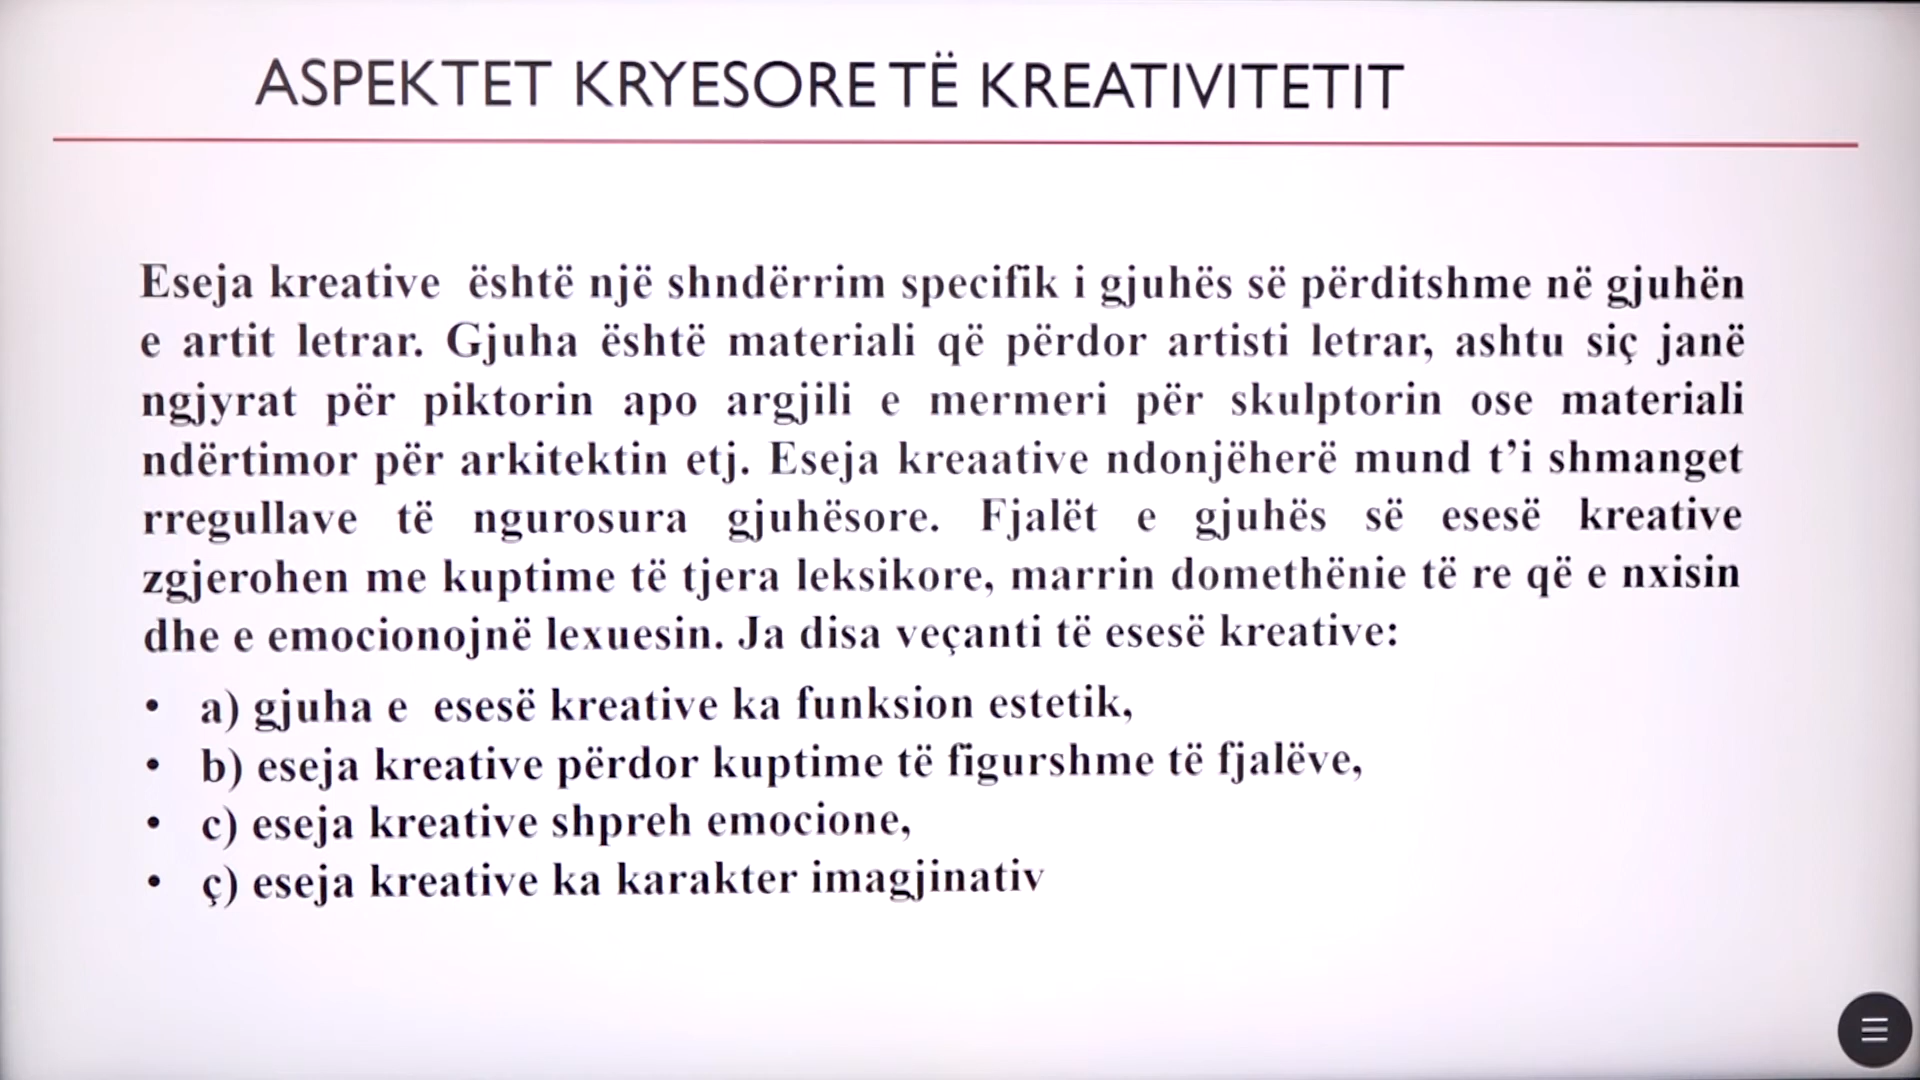 ASPEKTET KRYESORE TË KREATIVITETIT
Eseja kreative është një shndërrim specifik i gjuhës së përditshme në gjuhën
e artit letrar. Gjuha është materiali që përdor artisti letrar, ashtu siç janë
ngjyrat për piktorin apo argjili e mermeri për skulptorin ose materiali
ndërtimor për arkitektin etj. Eseja kreaative ndonjëherë mund t’i shmanget
rregullave të ngurosura gjuhësore. Fjalët e gjuhës së esesë kreative
zgjerohen me kuptime të tjera leksikore, marrin domethënie të re që e nxisin
dhe e emocionojnë lexuesin. Ja disa veçanti të esesë kreative:
• a) gjuha e esesë kreative ka funksion estetik,
• b) eseja kreative përdor kuptime të figurshme të fjalëve,
• c) eseja kreative shpreh emocione,
• ç) eseja kreative ka karakter imagjinativ